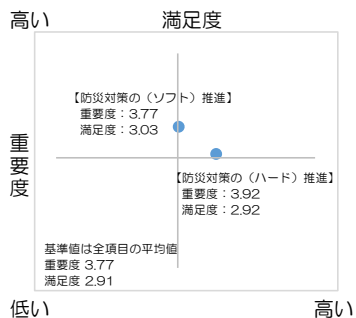 高い
満足度
【防災対策の（ソフト）推進】
重要度：3.77
満足度：3.03
重要度
【防災対策の（ハード）推進】
重要度：3.92
満足度：2.92
基準値は全項目の平均値
重要度 3.77
満足度 2.91
低い
高い